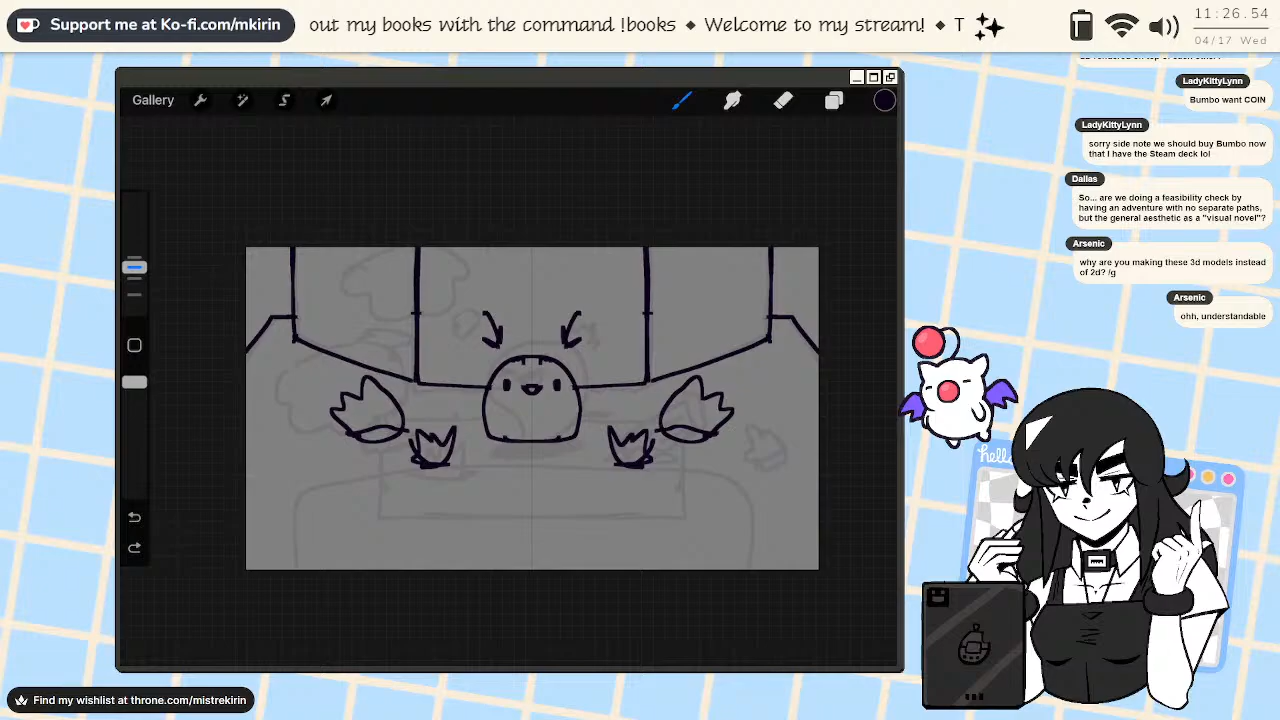 Support me at Ko-fi.com/mkirin
out my books with the command !books ◆ Welcome to my stream! ◆ T
11:26.54
04/17 Wed
Gallery
LadyKittyLynn
Bumbo want COIN
LadyKittyLynn
sorry side note we should buy Bumbo now
that I have the Steam deck lol
Dallas
So... are we doing a feasibility check by
having an adventure with no separate paths,
but the general aesthetic as a "visual novel"?
Arsenic
why are you making these 3d models instead
of 2d? /g
Arsenic
ohh, understandable
hello
Find my wishlist at throne.com/mistrekirin